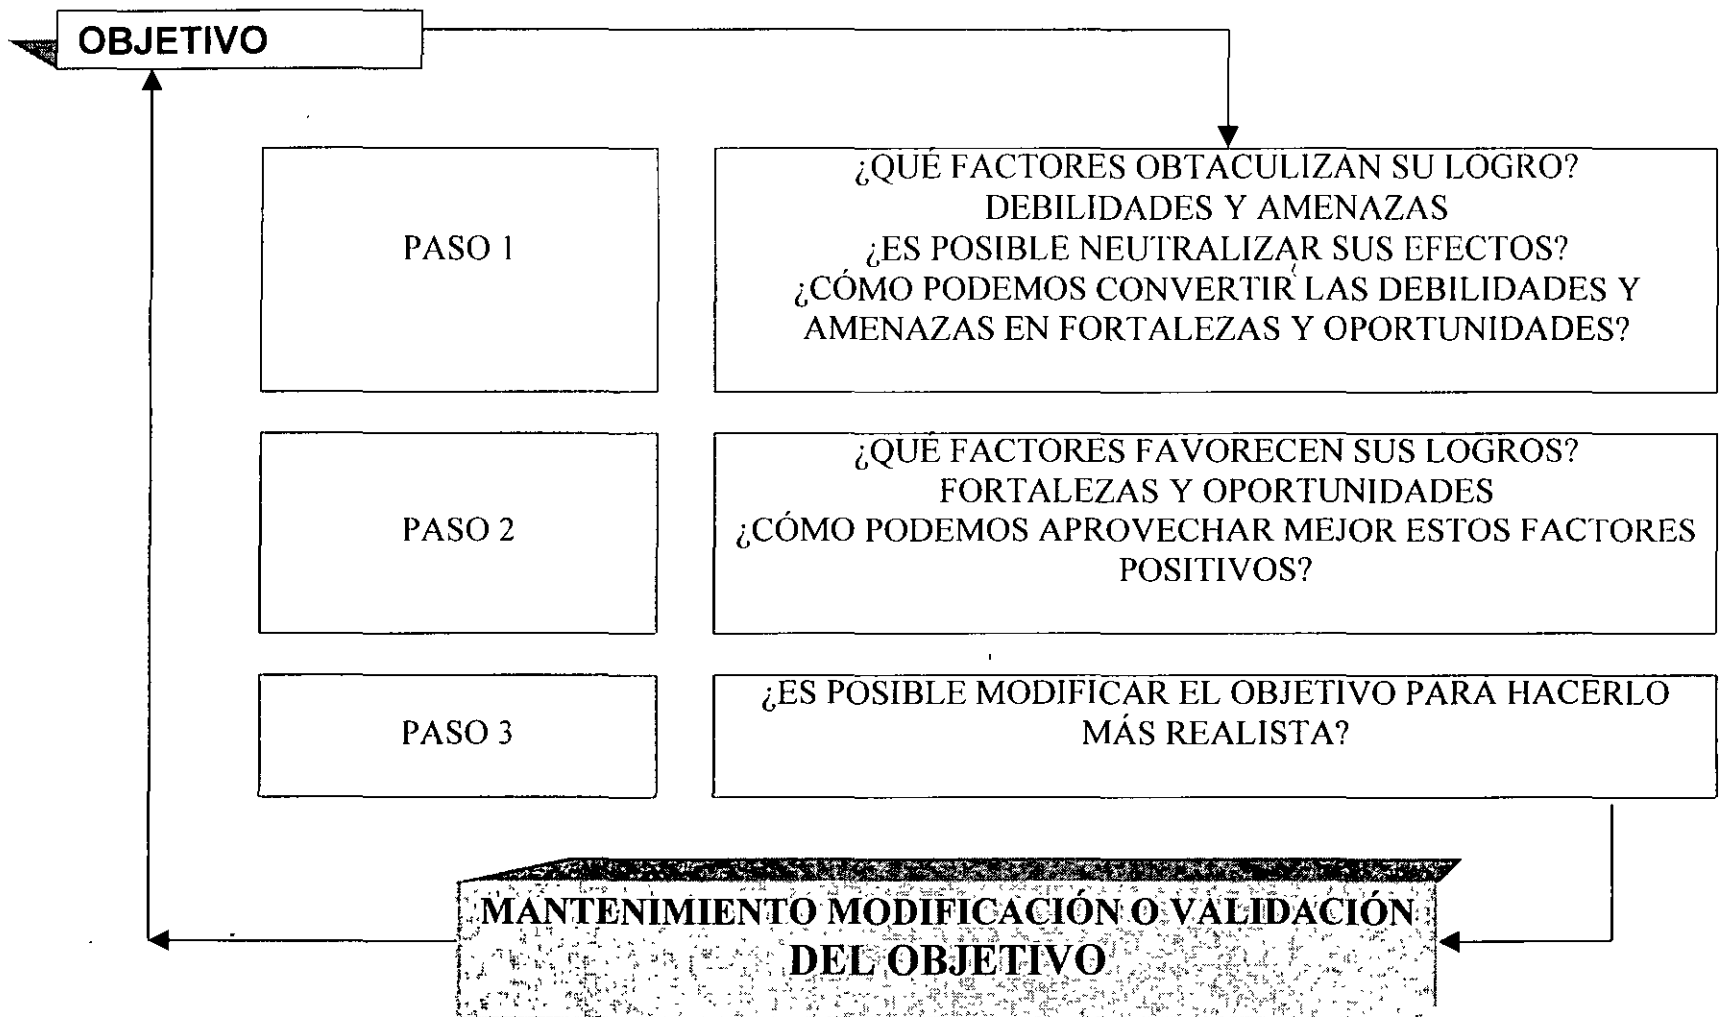 OBJETIVO
PASO 1
¿QUÉ FACTORES OBTACULIZAN SU LOGRO?
DEBILIDADES Y AMENAZAS
¿ES POSIBLE NEUTRALIZAR SUS EFECTOS?
¿CÓMO PODEMOS CONVERTIR LAS DEBILIDADES Y
AMENAZAS EN FORTALEZAS Y OPORTUNIDADES?
PASO 2
¿QUÉ FACTORES FAVORECEN SUS LOGROS?
FORTALEZAS Y OPORTUNIDADES
¿CÓMO PODEMOS APROVECHAR MEJOR ESTOS FACTORES
POSITIVOS?
PASO 3
¿ES POSIBLE MODIFICAR EL OBJETIVO PARA HACERLO
MÁS REALISTA?
MANTENIMIENTO MODIFICACIÓN O VALIDACIÓN
DEL OBJETIVO